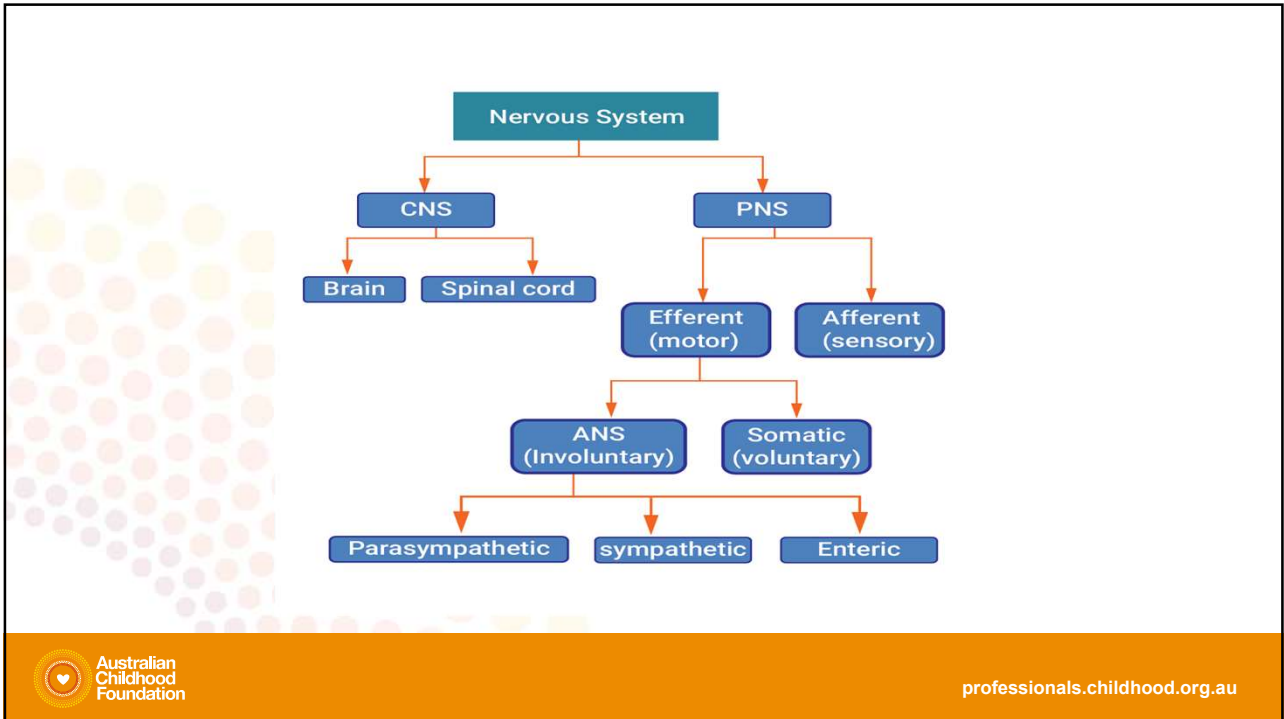 Nervous System
CNS
PNS
Brain
Spinal cord
Efferent
(motor)
Afferent
(sensory)
ANS
(Involuntary)
Somatic
(voluntary)
Parasympathetic
sympathetic
Enteric
Australian
Childhood
Foundation
professionals.childhood.org.au